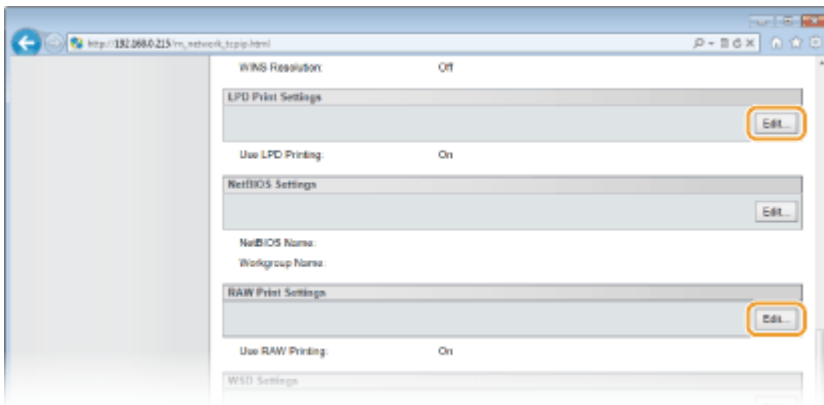 http://192.168.0.215/m_network_tcpip.html
WINS Resolution: Off
LPD Print Settings
Edit...
Use LPD Printing: On
NetBIOS Settings
Edit...
NetBIOS Name:
Workgroup Name:
RAW Print Settings
Edit...
Use RAW Printing: On
WSD Settings